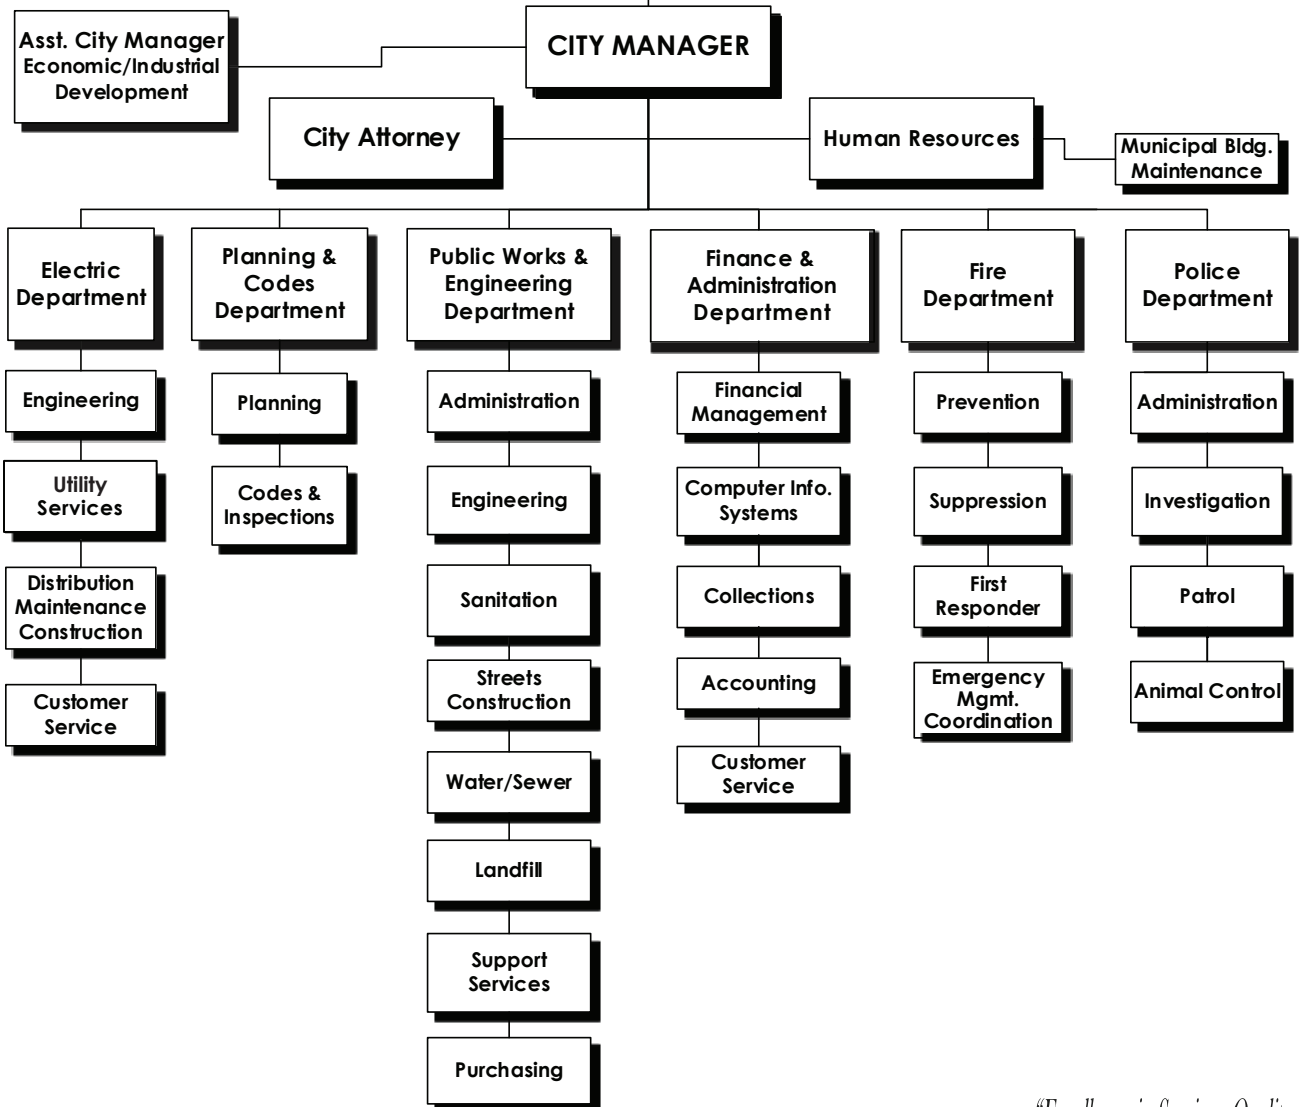 Asst. City Manager
Economic/Industrial
Development
CITY MANAGER
City Attorney
Human Resources
Municipal Bldg.
Maintenance
Electric
Department
Engineering
Utility
Services
Distribution
Maintenance
Construction
Customer
Service
Planning &
Codes
Department
Planning
Codes &
Inspections
Public Works &
Engineering
Department
Administration
Engineering
Sanitation
Streets
Construction
Water/Sewer
Landfill
Support
Services
Purchasing
Finance &
Administration
Department
Financial
Management
Computer Info.
Systems
Collections
Accounting
Customer
Service
Fire
Department
Prevention
Suppression
First
Responder
Emergency
Mgmt.
Coordination
Police
Department
Administration
Investigation
Patrol
Animal Control